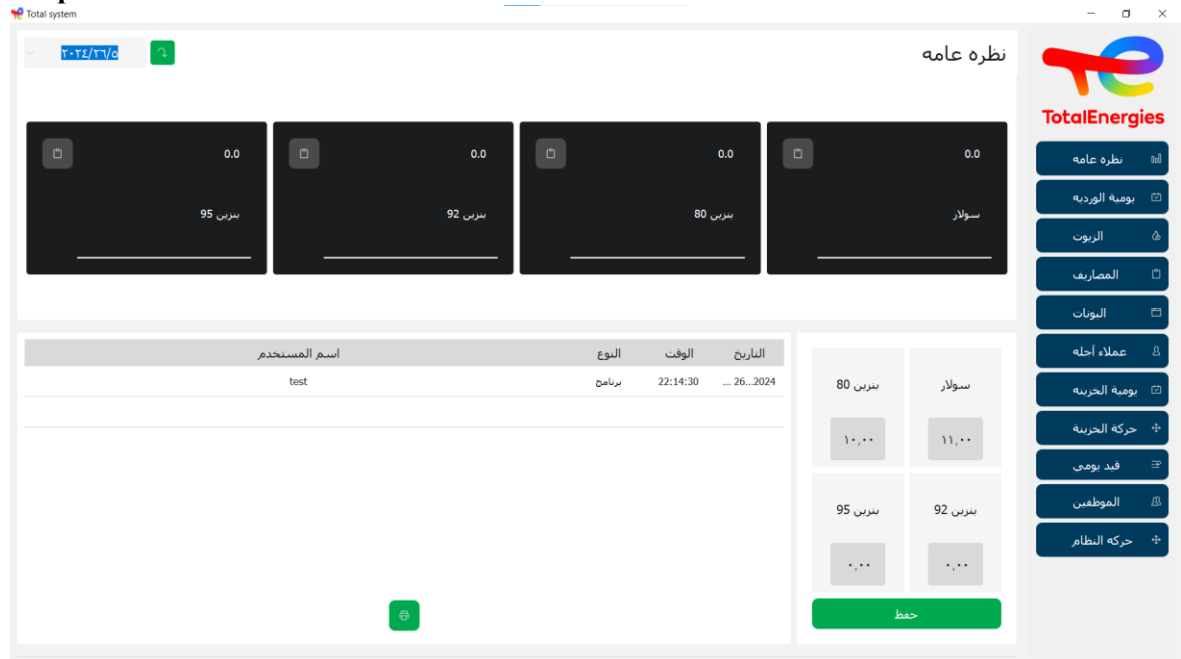 Total system
نظره عامه
٢٠٢٤/٢٦/٥
TotalEnergies
نظره عامه
يومية الورديه
الزيوت
المصاريف
البونات
عملاء آجله
يومية الخزينه
حركة الخزينة
قيد يومى
الموظفين
حركه النظام
0.0
سولار
0.0
بنزين 80
0.0
بنزين 92
0.0
بنزين 95
التاريخ الوقت النوع اسم المستخدم
26...2024 ... 22:14:30 برنامج test
سولار بنزين 80
١١,٠٠ ١٠,٠٠
بنزين 92 بنزين 95
٠,٠٠ ٠,٠٠
حفظ